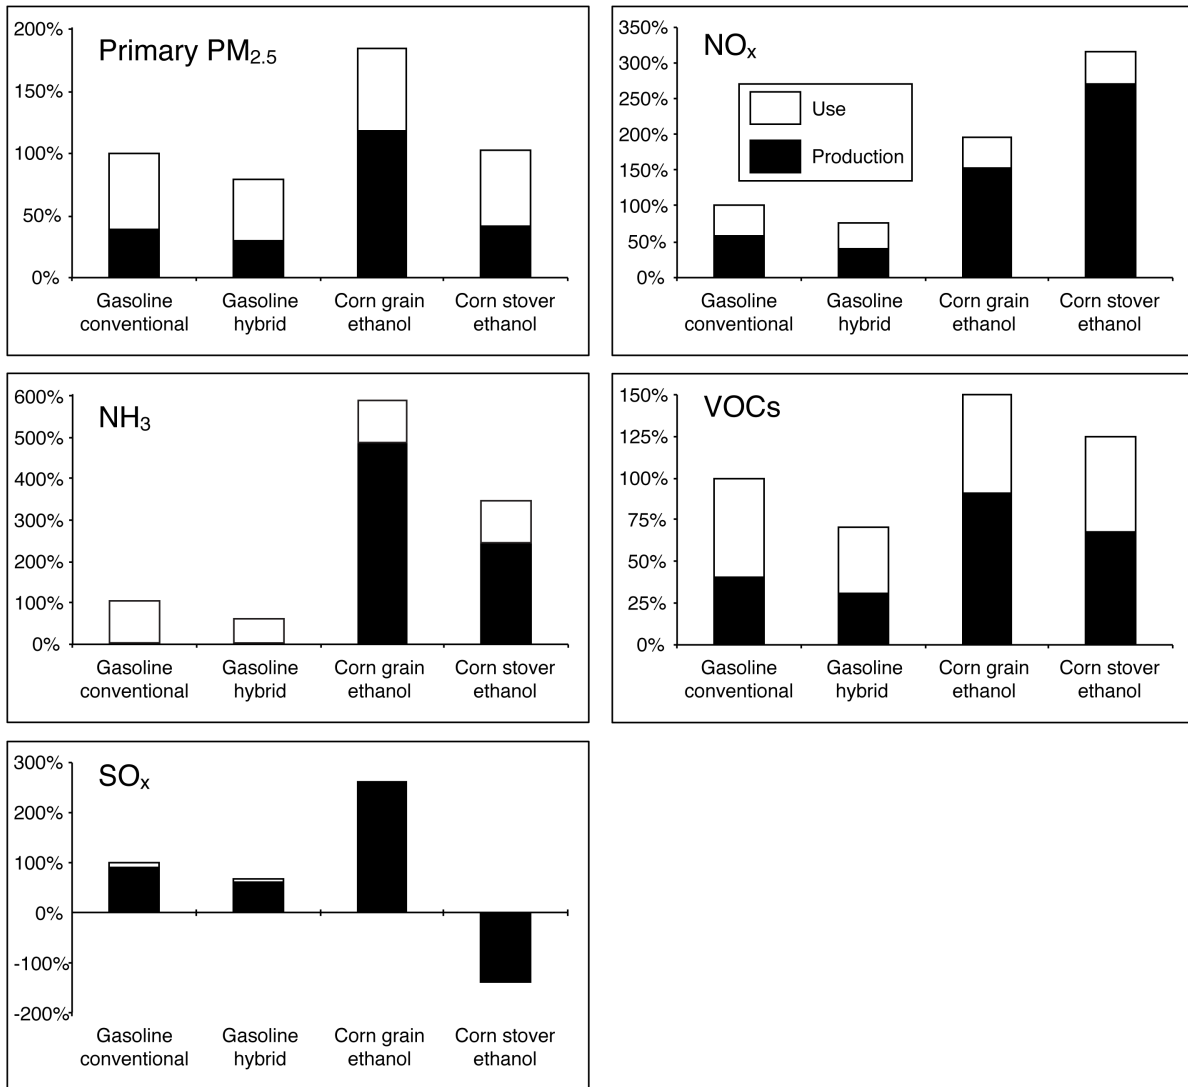 Primary PM2.5
200%
150%
100%
50%
0%
Gasoline conventional
Gasoline hybrid
Corn grain ethanol
Corn stover ethanol
NOx
350%
300%
250%
200%
150%
100%
50%
0%
Use
Production
Gasoline conventional
Gasoline hybrid
Corn grain ethanol
Corn stover ethanol
NH3
600%
500%
400%
300%
200%
100%
0%
Gasoline conventional
Gasoline hybrid
Corn grain ethanol
Corn stover ethanol
VOCs
150%
125%
100%
75%
50%
25%
0%
Gasoline conventional
Gasoline hybrid
Corn grain ethanol
Corn stover ethanol
SOx
300%
200%
100%
0%
-100%
-200%
Gasoline conventional
Gasoline hybrid
Corn grain ethanol
Corn stover ethanol